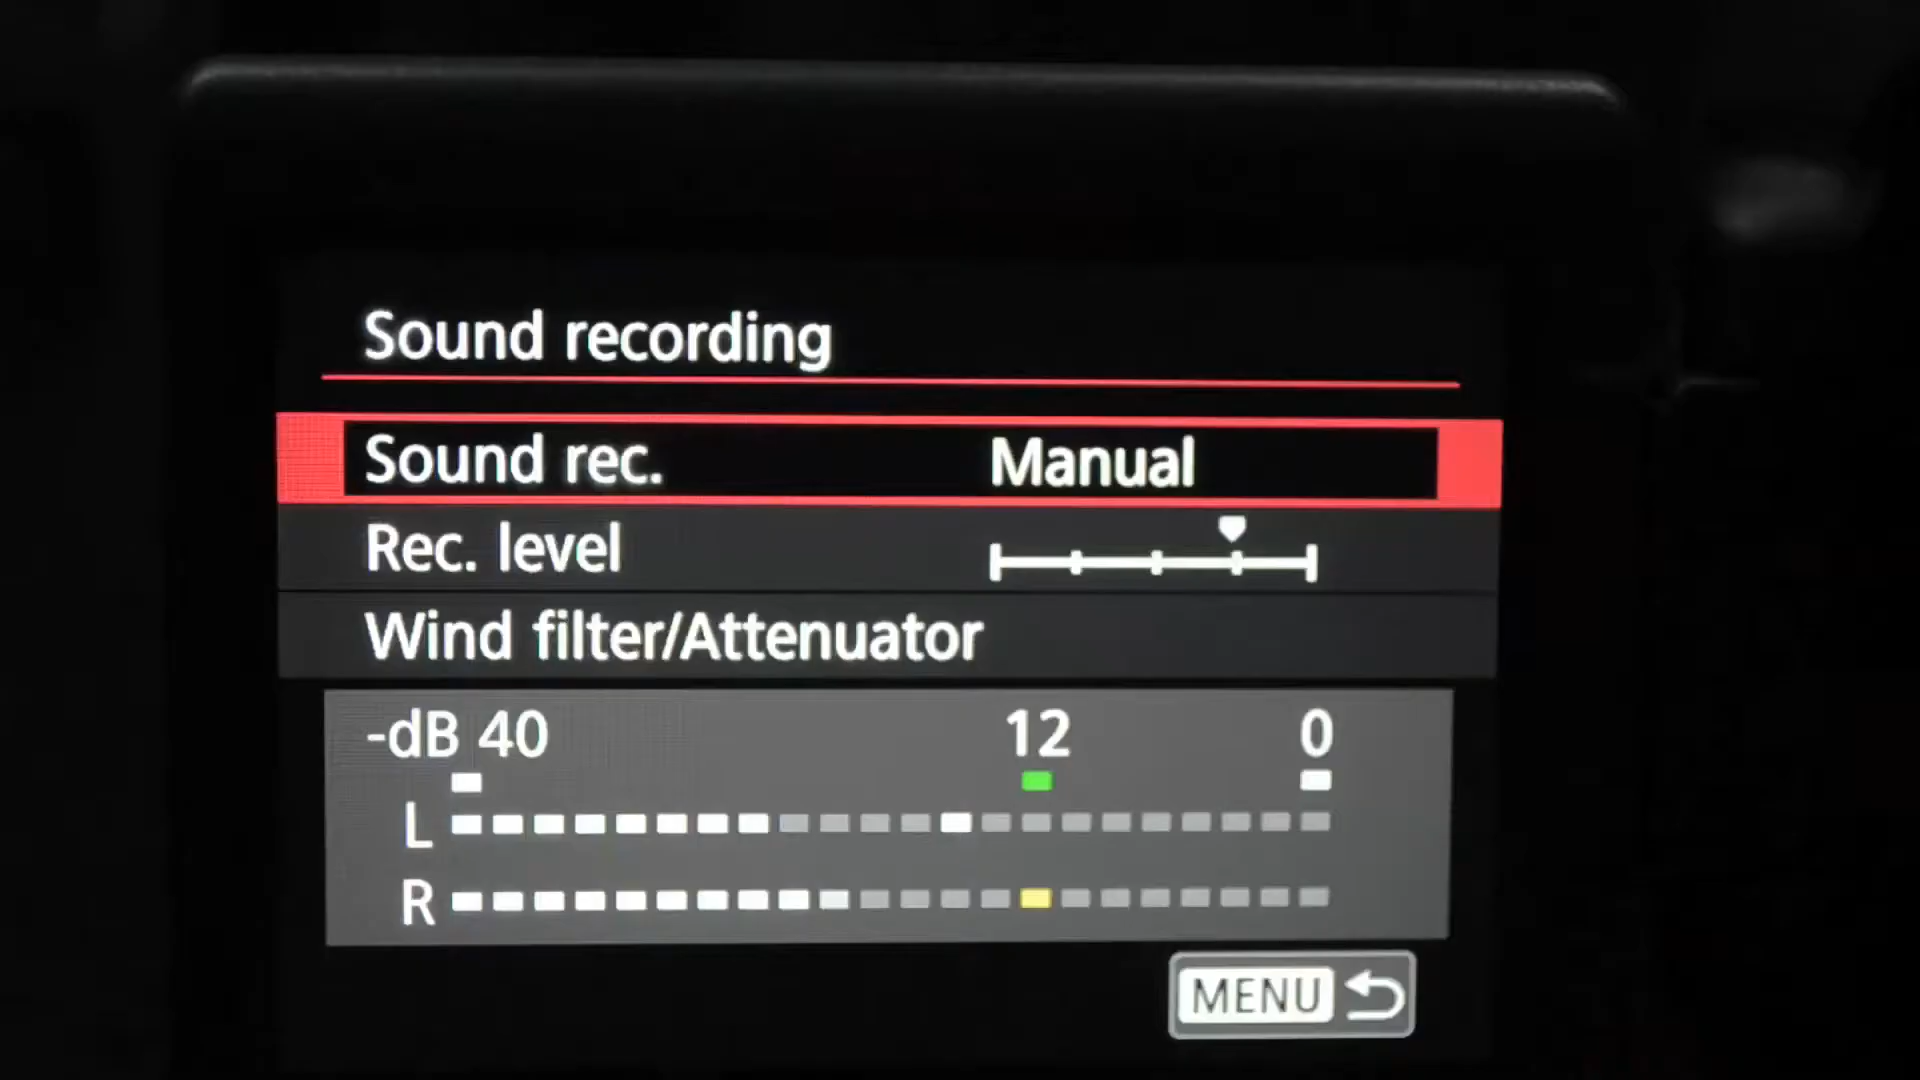 Sound recording
Sound rec. Manual
Rec. level
Wind filter/Attenuator
-dB 40 12 0
L
R
MENU